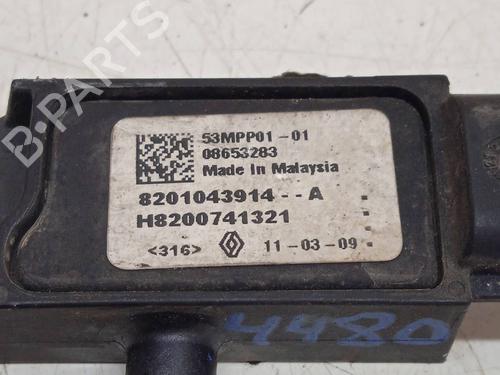 53MPP01-01
08653283
Made In Malaysia
8201043914--A
H8200741321
<316> 11-03-09
4480
B-Parts